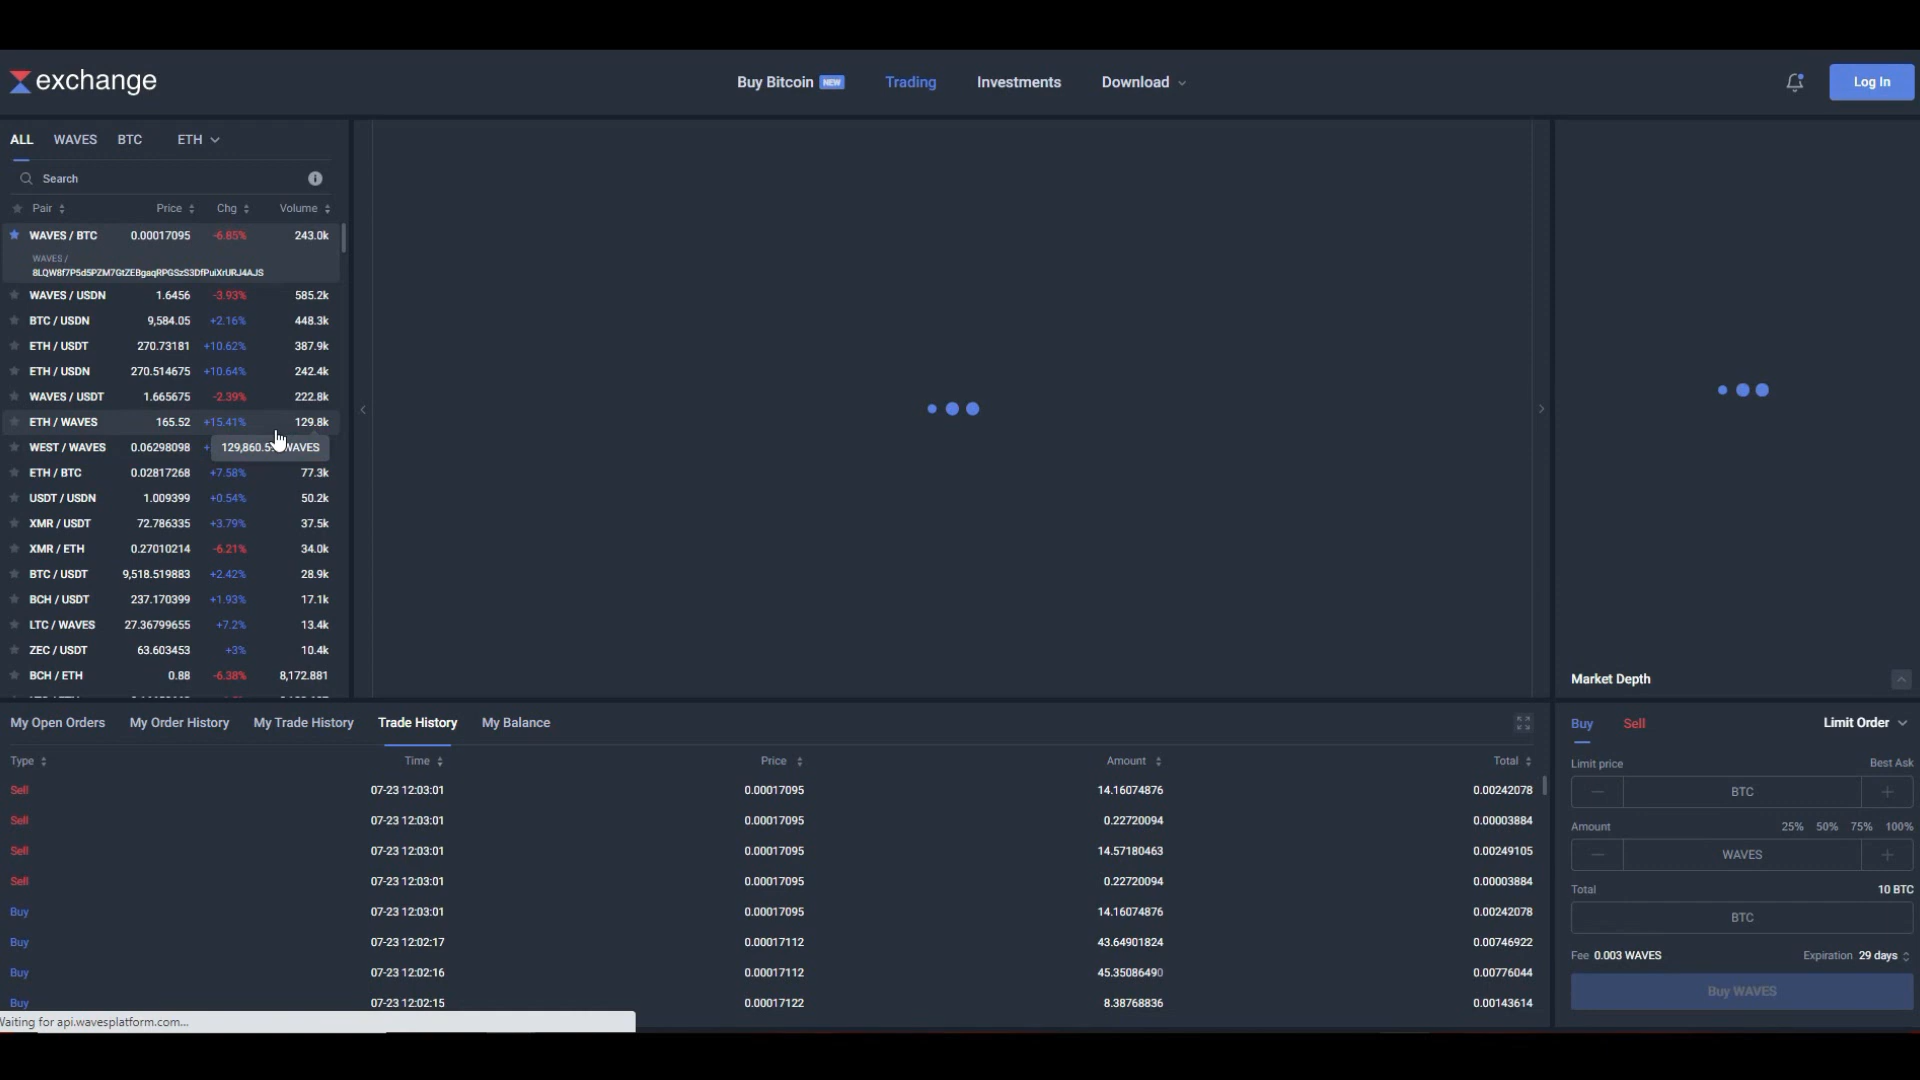 exchange
Buy Bitcoin NEW Trading Investments Download Log In
ALL WAVES BTC ETH
Search
Pair Price Chg Volume
WAVES / BTC 0.00017095 -6.85% 243.0k
WAVES /
8LQW8f7P5d5PZM7GtZEBgaqRPGSzS3DfPuiXrURJ4AJS
WAVES / USDN 1.6456 -3.93% 585.2k
BTC / USDN 9,584.05 +2.16% 448.3k
ETH / USDT 270.73181 +10.62% 387.9k
ETH / USDN 270.514675 +10.64% 242.4k
WAVES / USDT 1.665675 -2.39% 222.8k
ETH / WAVES 165.52 +15.41% 129.8k
WEST / WAVES 0.06298098 +
ETH / BTC 0.02817268 +7.58% 77.3k
USDT / USDN 1.009399 +0.54% 50.2k
XMR / USDT 72.786335 +3.79% 37.5k
XMR / ETH 0.27010214 -6.21% 34.0k
BTC / USDT 9,518.519883 +2.42% 28.9k
BCH / USDT 237.170399 +1.93% 17.1k
LTC / WAVES 27.36799655 +7.2% 13.4k
ZEC / USDT 63.603453 +3% 10.4k
BCH / ETH 0.88 -6.38% 8,172.881
Market Depth
My Open Orders My Order History My Trade History Trade History My Balance
Type Time Price Amount Total
Sell 07-23 12:03:01 0.00017095 14.16074876 0.00242078
Sell 07-23 12:03:01 0.00017095 0.22720094 0.00003884
Sell 07-23 12:03:01 0.00017095 14.57180463 0.00249105
Sell 07-23 12:03:01 0.00017095 0.22720094 0.00003884
Buy 07-23 12:03:01 0.00017095 14.16074876 0.00242078
Buy 07-23 12:02:17 0.00017112 43.64901824 0.00746922
Buy 07-23 12:02:16 0.00017112 45.35086490 0.00776044
Buy 07-23 12:02:15 0.00017122 8.38768836 0.00143614
Waiting for api.wavesplatform.com...
Buy Sell Limit Order
Limit price Best Ask
BTC
Amount 25% 50% 75% 100%
WAVES
Total 10 BTC
BTC
Fee 0.003 WAVES Expiration 29 days
Buy WAVES